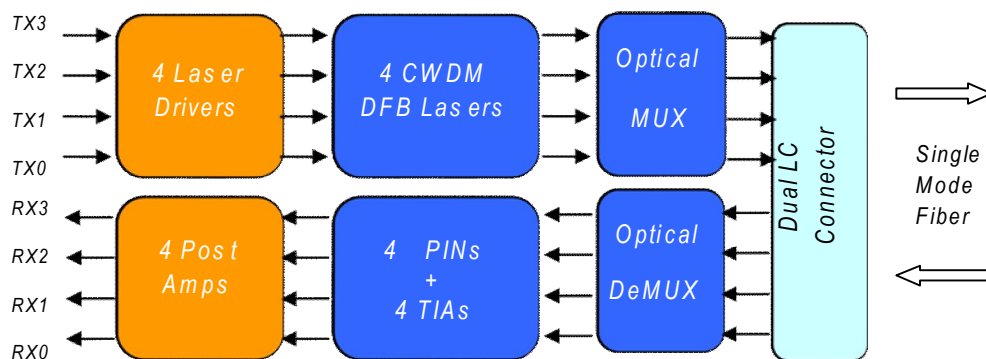 TX3
TX2
TX1
TX0
4 Laser
Drivers
4 CWDM
DFB Lasers
Optical
MUX
RX3
RX2
RX1
RX0
4 Post
Amps
4 PINs
+
4 TIAs
Optical
DeMUX
Dual LC
Connector
Single
Mode
Fiber